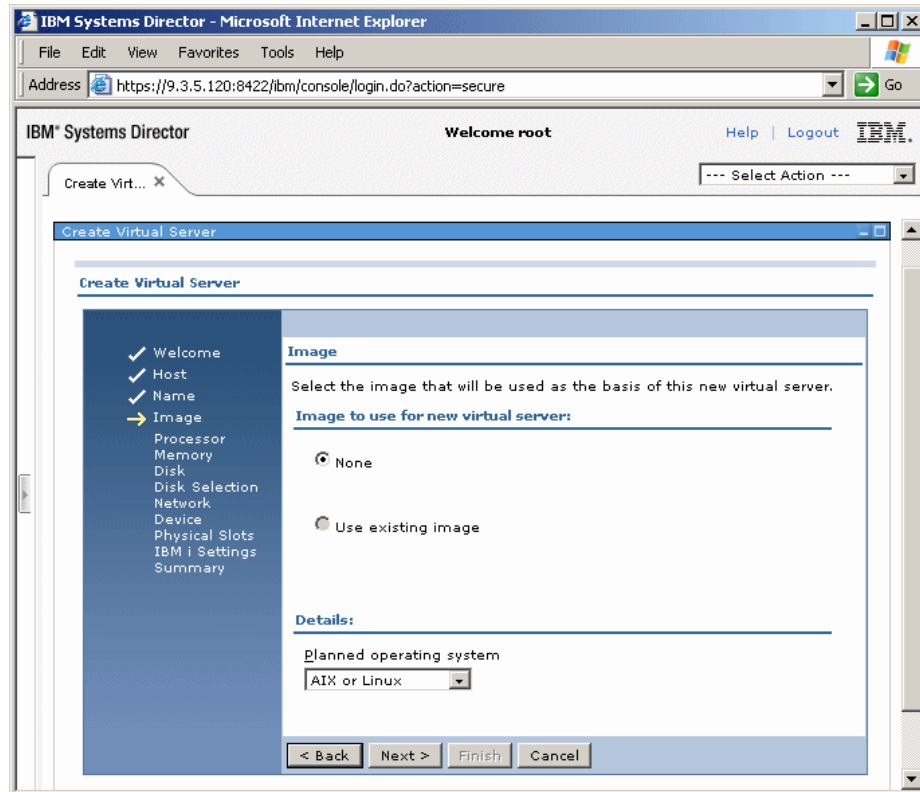 IBM Systems Director - Microsoft Internet Explorer
File Edit View Favorites Tools Help
Address https://9.3.5.120:8422/ibm/console/login.do?action=secure Go
IBM® Systems Director Welcome root Help | Logout IBM.
Create Virt... --- Select Action ---
Create Virtual Server
Create Virtual Server
Welcome
Host
Name
Image
Processor
Memory
Disk
Disk Selection
Network
Device
Physical Slots
IBM i Settings
Summary
Image
Select the image that will be used as the basis of this new virtual server.
Image to use for new virtual server:
None
Use existing image
Details:
Planned operating system
AIX or Linux
< Back Next > Finish Cancel